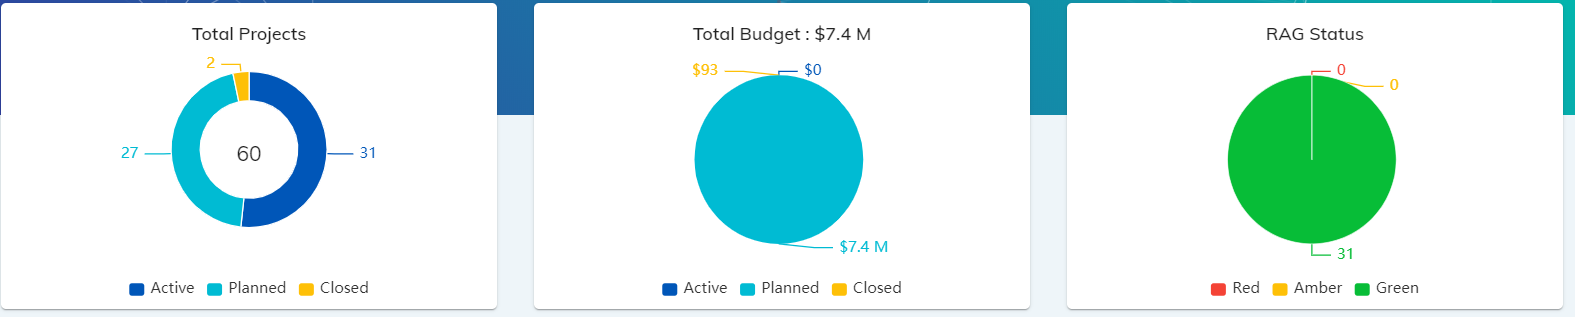 Total Projects
2
27
60
31
Active Planned Closed
Total Budget : $7.4 M
$93
$0
$7.4 M
Active Planned Closed
RAG Status
0
0
31
Red Amber Green